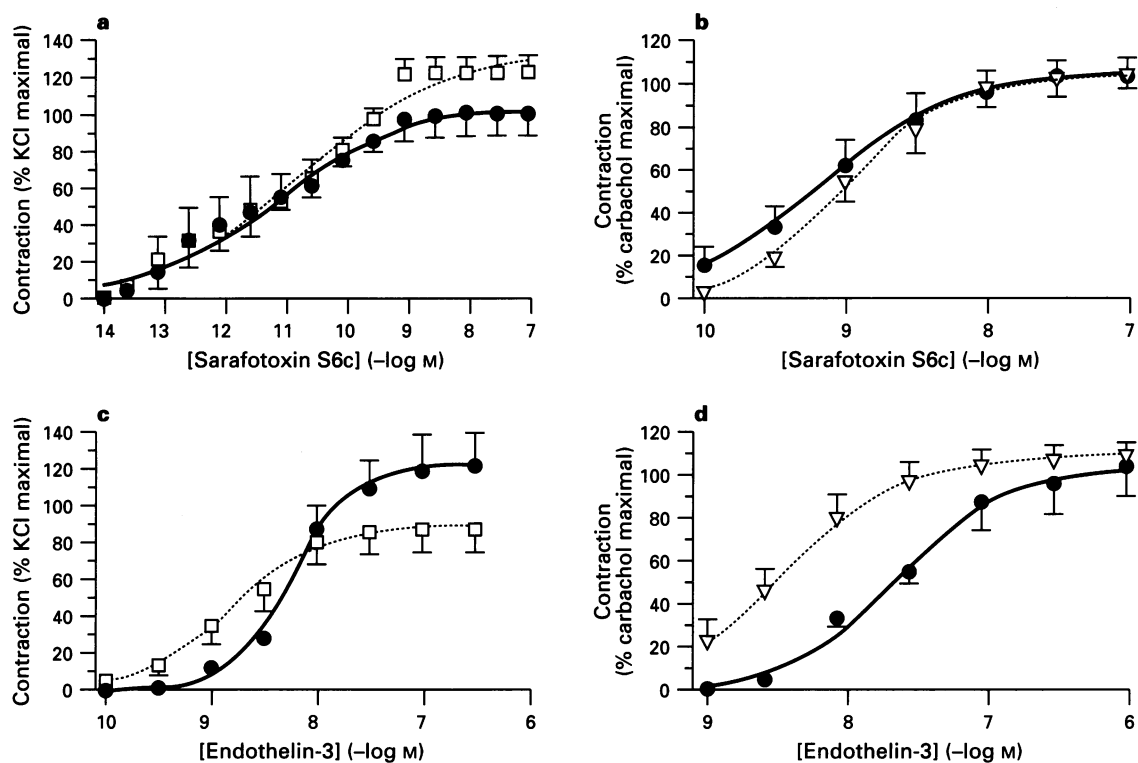 a
Contraction (% KCl maximal)
140
120
100
80
60
40
20
0
14 13 12 11 10 9 8 7
[Sarafotoxin S6c] (–log M)
b
Contraction
(% carbachol maximal)
120
100
80
60
40
20
0
10 9 8 7
[Sarafotoxin S6c] (–log M)
c
Contraction (% KCl maximal)
140
120
100
80
60
40
20
0
10 9 8 7 6
[Endothelin-3] (–log M)
d
Contraction
(% carbachol maximal)
120
100
80
60
40
20
0
9 8 7 6
[Endothelin-3] (–log M)